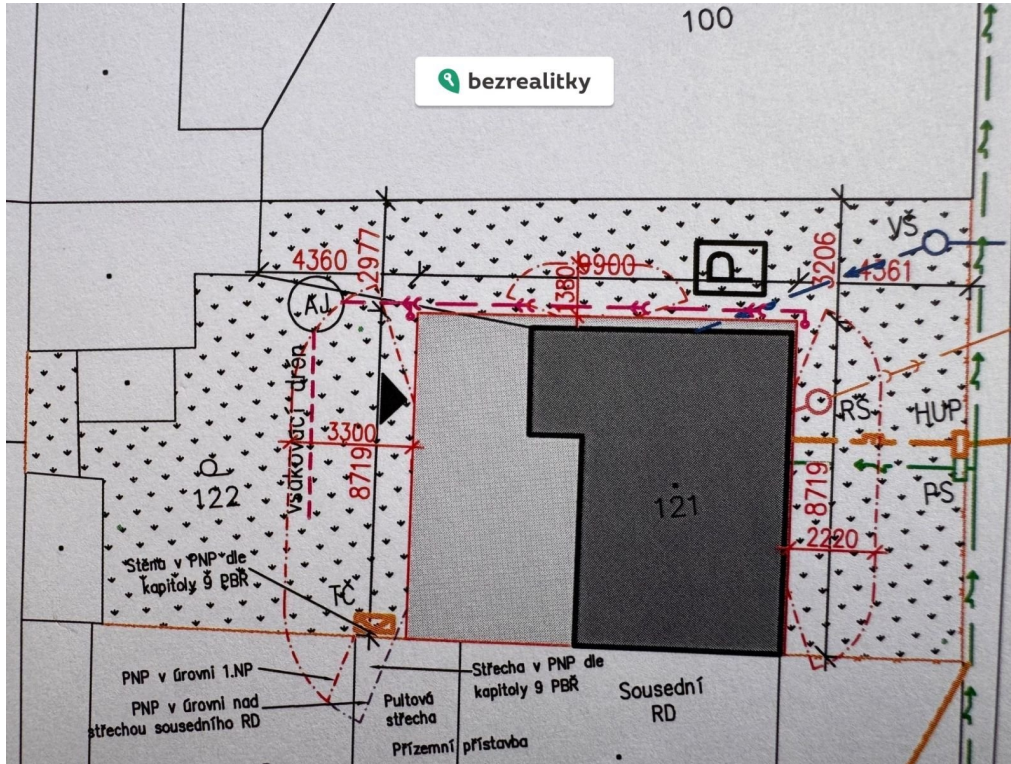 100
bezrealitky
VŠ
4360
2977
9900
1380
P
3206
4361
AJ
vsakovací drén
3300
8719
RŠ
HUP
122
121
8719
PS
2220
Stěna v PNP dle
kapitoly 9 PBŘ
TČ
PNP v úrovni 1.NP
PNP v úrovni nad
střechou sousedního RD
Střecha v PNP dle
kapitoly 9 PBŘ
Pultová
střecha
Sousední
RD
Přízemní přístavba